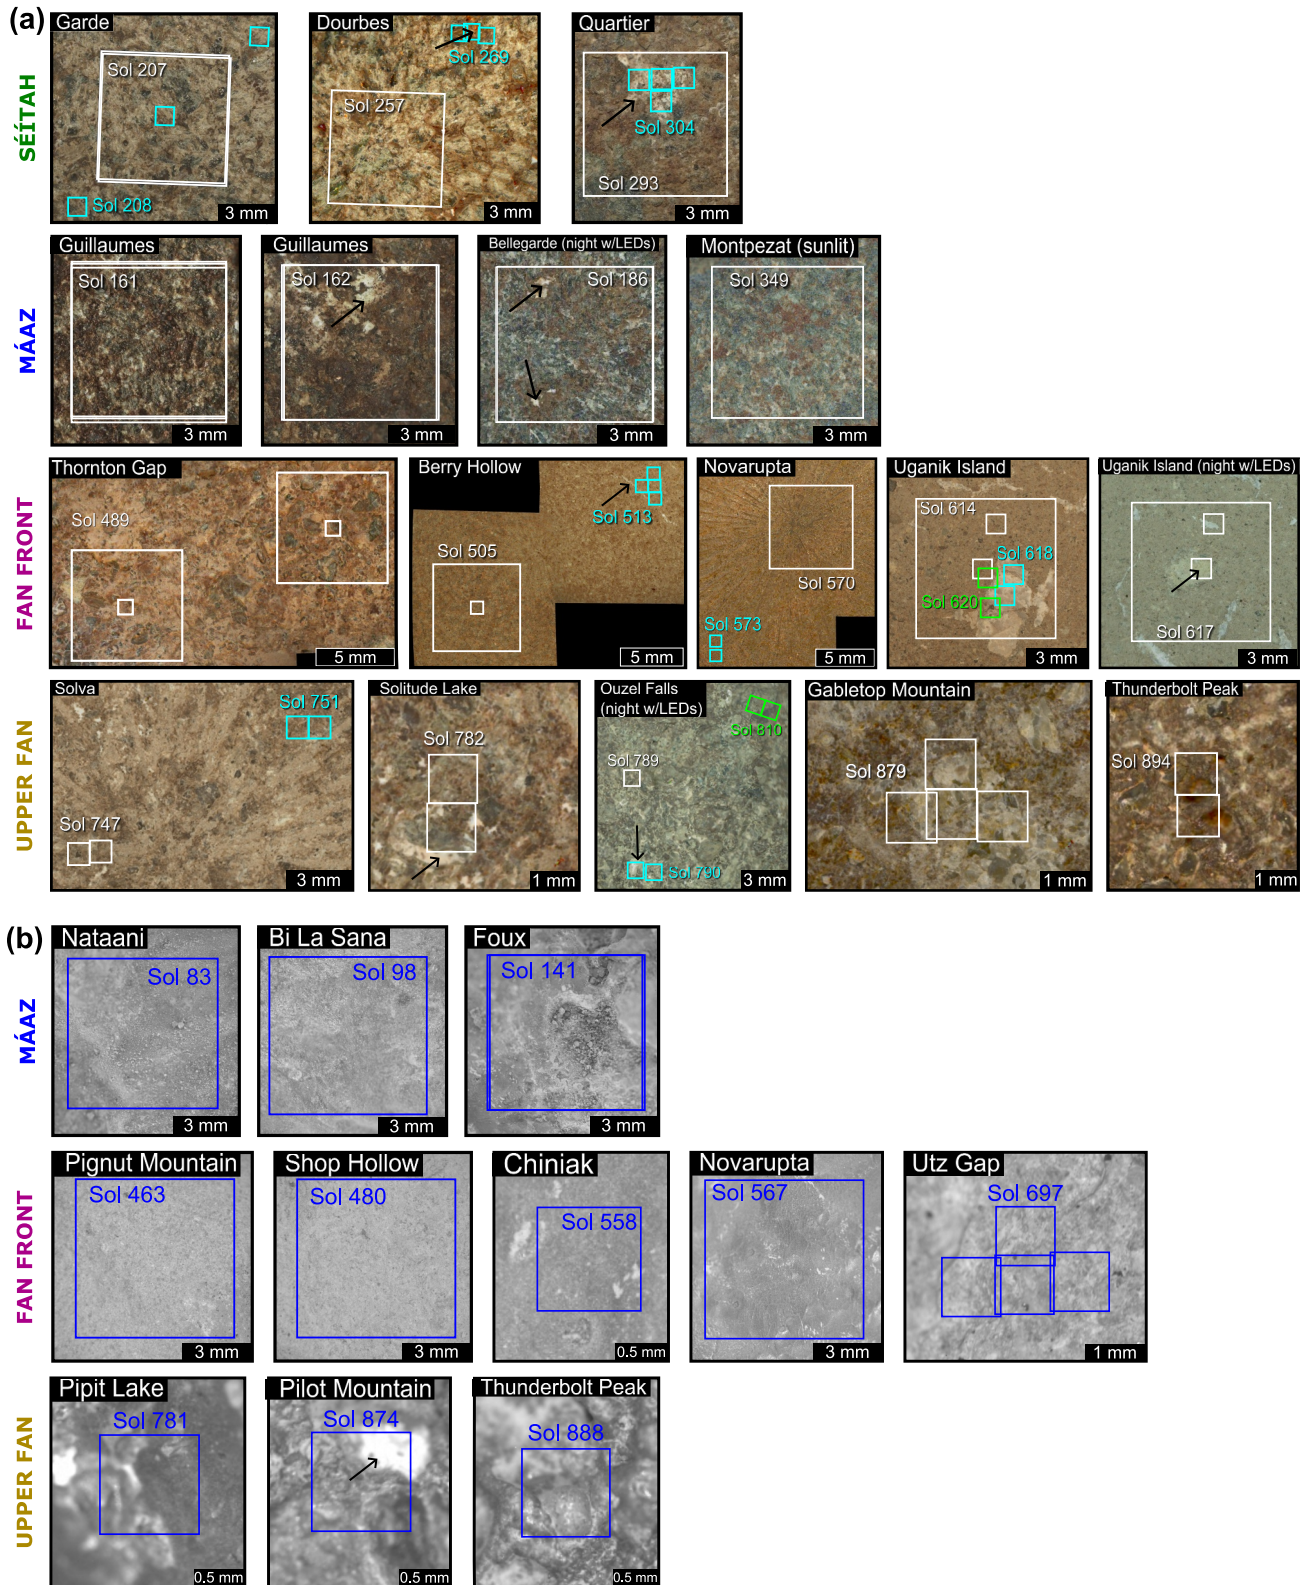 (a)
SÉÍTAH
Garde
Sol 207
Sol 208
3 mm
Dourbes
Sol 269
Sol 257
3 mm
Quartier
Sol 304
Sol 293
3 mm
MÁAZ
Guillaumes
Sol 161
3 mm
Guillaumes
Sol 162
3 mm
Bellegarde (night w/LEDs)
Sol 186
3 mm
Montpezat (sunlit)
Sol 349
3 mm
FAN FRONT
Thornton Gap
Sol 489
5 mm
Berry Hollow
Sol 513
Sol 505
5 mm
Novarupta
Sol 570
Sol 573
5 mm
Uganik Island
Sol 614
Sol 618
Sol 620
3 mm
Uganik Island (night w/LEDs)
Sol 617
3 mm
UPPER FAN
Solva
Sol 751
Sol 747
3 mm
Solitude Lake
Sol 782
1 mm
Ouzel Falls
(night w/LEDs)
Sol 810
Sol 789
Sol 790
3 mm
Gabletop Mountain
Sol 879
1 mm
Thunderbolt Peak
Sol 894
1 mm
(b)
MÁAZ
Nataani
Sol 83
3 mm
Bi La Sana
Sol 98
3 mm
Foux
Sol 141
3 mm
FAN FRONT
Pignut Mountain
Sol 463
3 mm
Shop Hollow
Sol 480
3 mm
Chiniak
Sol 558
0.5 mm
Novarupta
Sol 567
3 mm
Utz Gap
Sol 697
1 mm
UPPER FAN
Pipit Lake
Sol 781
0.5 mm
Pilot Mountain
Sol 874
0.5 mm
Thunderbolt Peak
Sol 888
0.5 mm